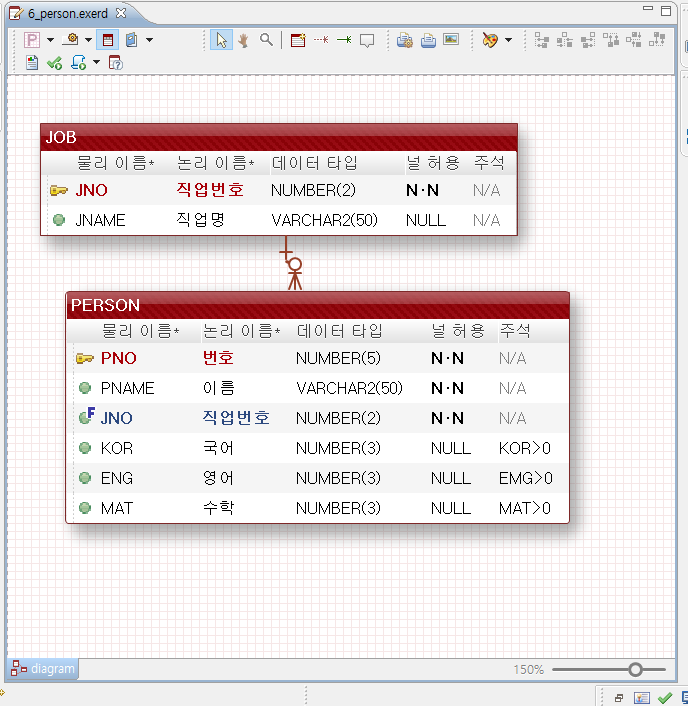 6_person.exerd
JOB
물리 이름* 논리 이름* 데이터 타입 널 허용 주석
JNO 직업번호 NUMBER(2) N·N N/A
JNAME 직업명 VARCHAR2(50) NULL N/A
PERSON
물리 이름* 논리 이름* 데이터 타입 널 허용 주석
PNO 번호 NUMBER(5) N·N N/A
PNAME 이름 VARCHAR2(50) N·N N/A
F JNO 직업번호 NUMBER(2) N·N N/A
KOR 국어 NUMBER(3) NULL KOR>0
ENG 영어 NUMBER(3) NULL EMG>0
MAT 수학 NUMBER(3) NULL MAT>0
diagram 150%